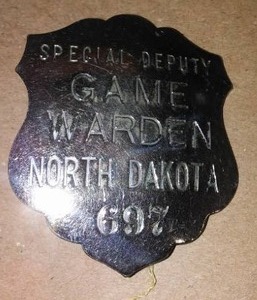 SPECIAL DEPUTY
GAME
WARDEN
NORTH DAKOTA
697